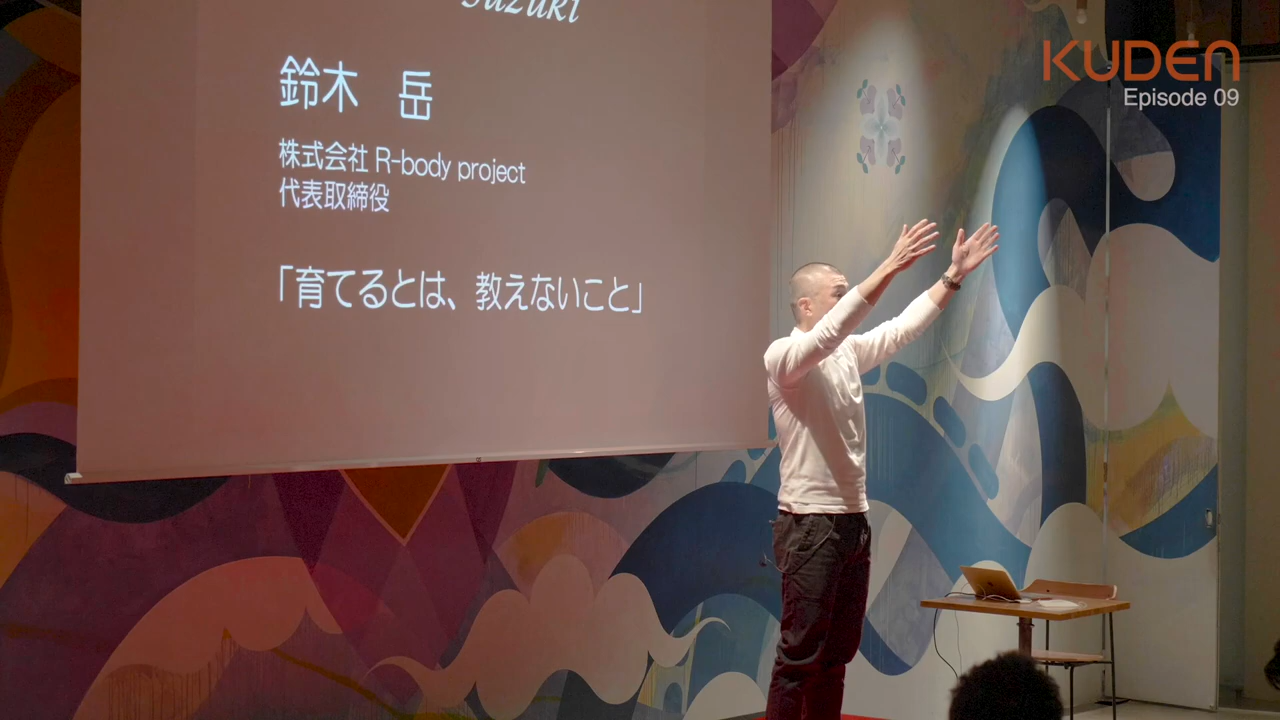 Suzuki
鈴木　岳
株式会社 R-body project
代表取締役
「育てるとは、教えないこと」
KUDEN
Episode 09